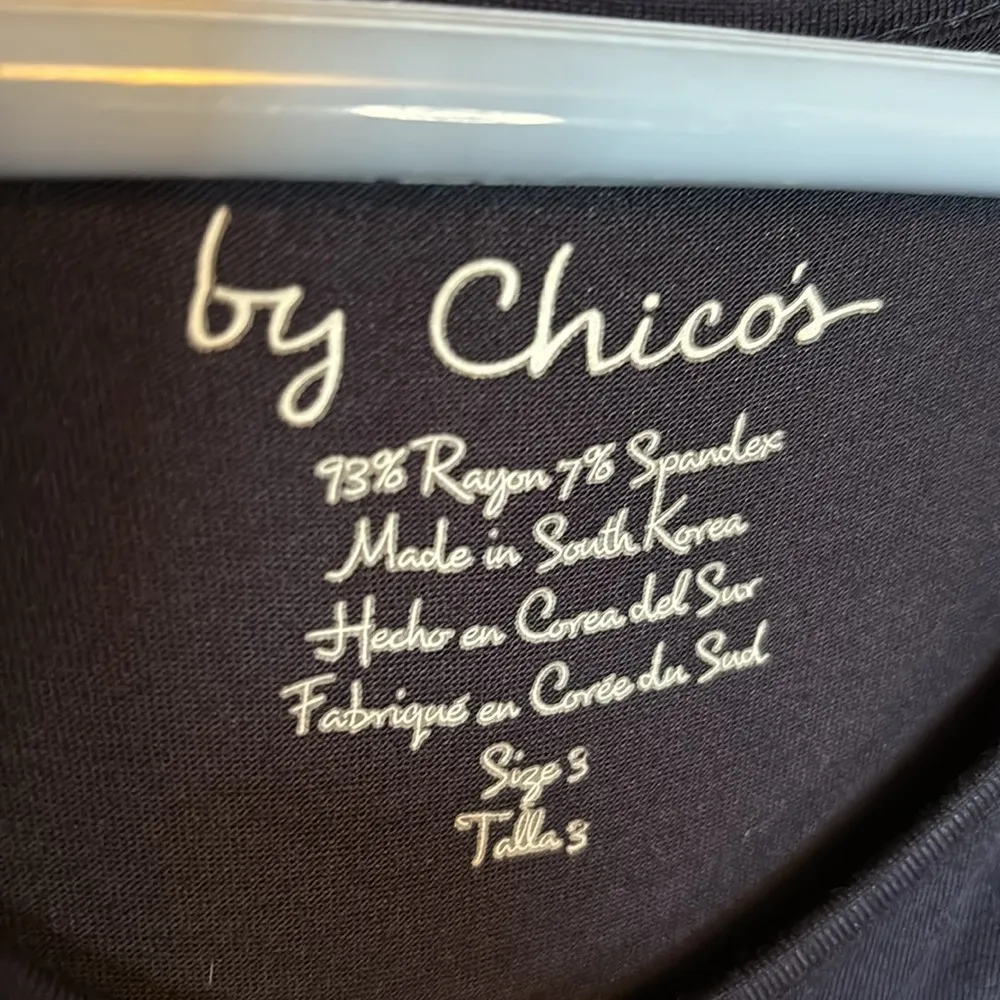 by Chico's
93% Rayon 7% Spandex
Made in South Korea
Hecho en Corea del Sur
Fabriqué en Corée du Sud
Size 3
Talla 3